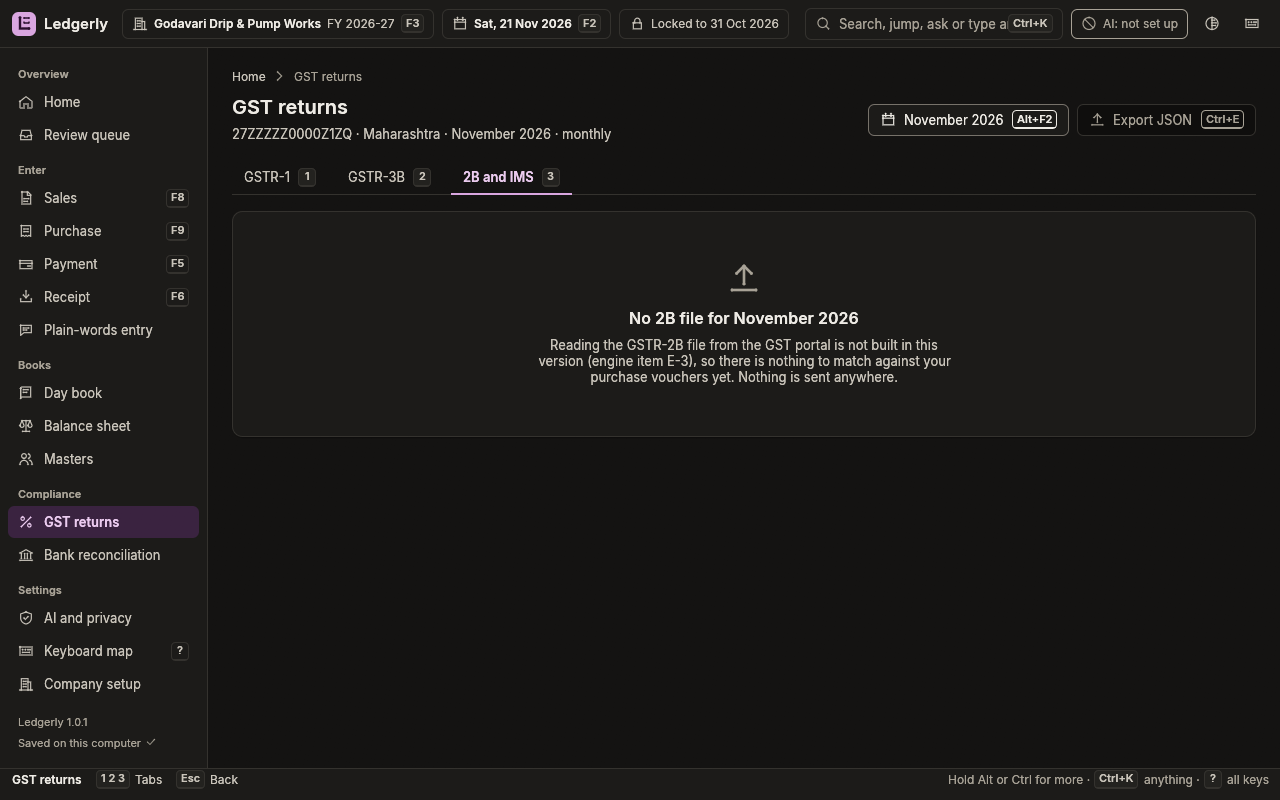 Ledgerly
Godavari Drip & Pump Works FY 2026-27 F3
Sat, 21 Nov 2026 F2
Locked to 31 Oct 2026
Search, jump, ask or type a Ctrl+K
AI: not set up
Overview
Home
Review queue
Enter
Sales F8
Purchase F9
Payment F5
Receipt F6
Plain-words entry
Books
Day book
Balance sheet
Masters
Compliance
GST returns
Bank reconciliation
Settings
AI and privacy
Keyboard map ?
Company setup
Ledgerly 1.0.1
Saved on this computer
Home GST returns
GST returns
27ZZZZZ0000Z1ZQ · Maharashtra · November 2026 · monthly
November 2026 Alt+F2
Export JSON Ctrl+E
GSTR-1 1 GSTR-3B 2 2B and IMS 3
No 2B file for November 2026
Reading the GSTR-2B file from the GST portal is not built in this
version (engine item E-3), so there is nothing to match against your
purchase vouchers yet. Nothing is sent anywhere.
GST returns 1 2 3 Tabs Esc Back
Hold Alt or Ctrl for more · Ctrl+K anything · ? all keys